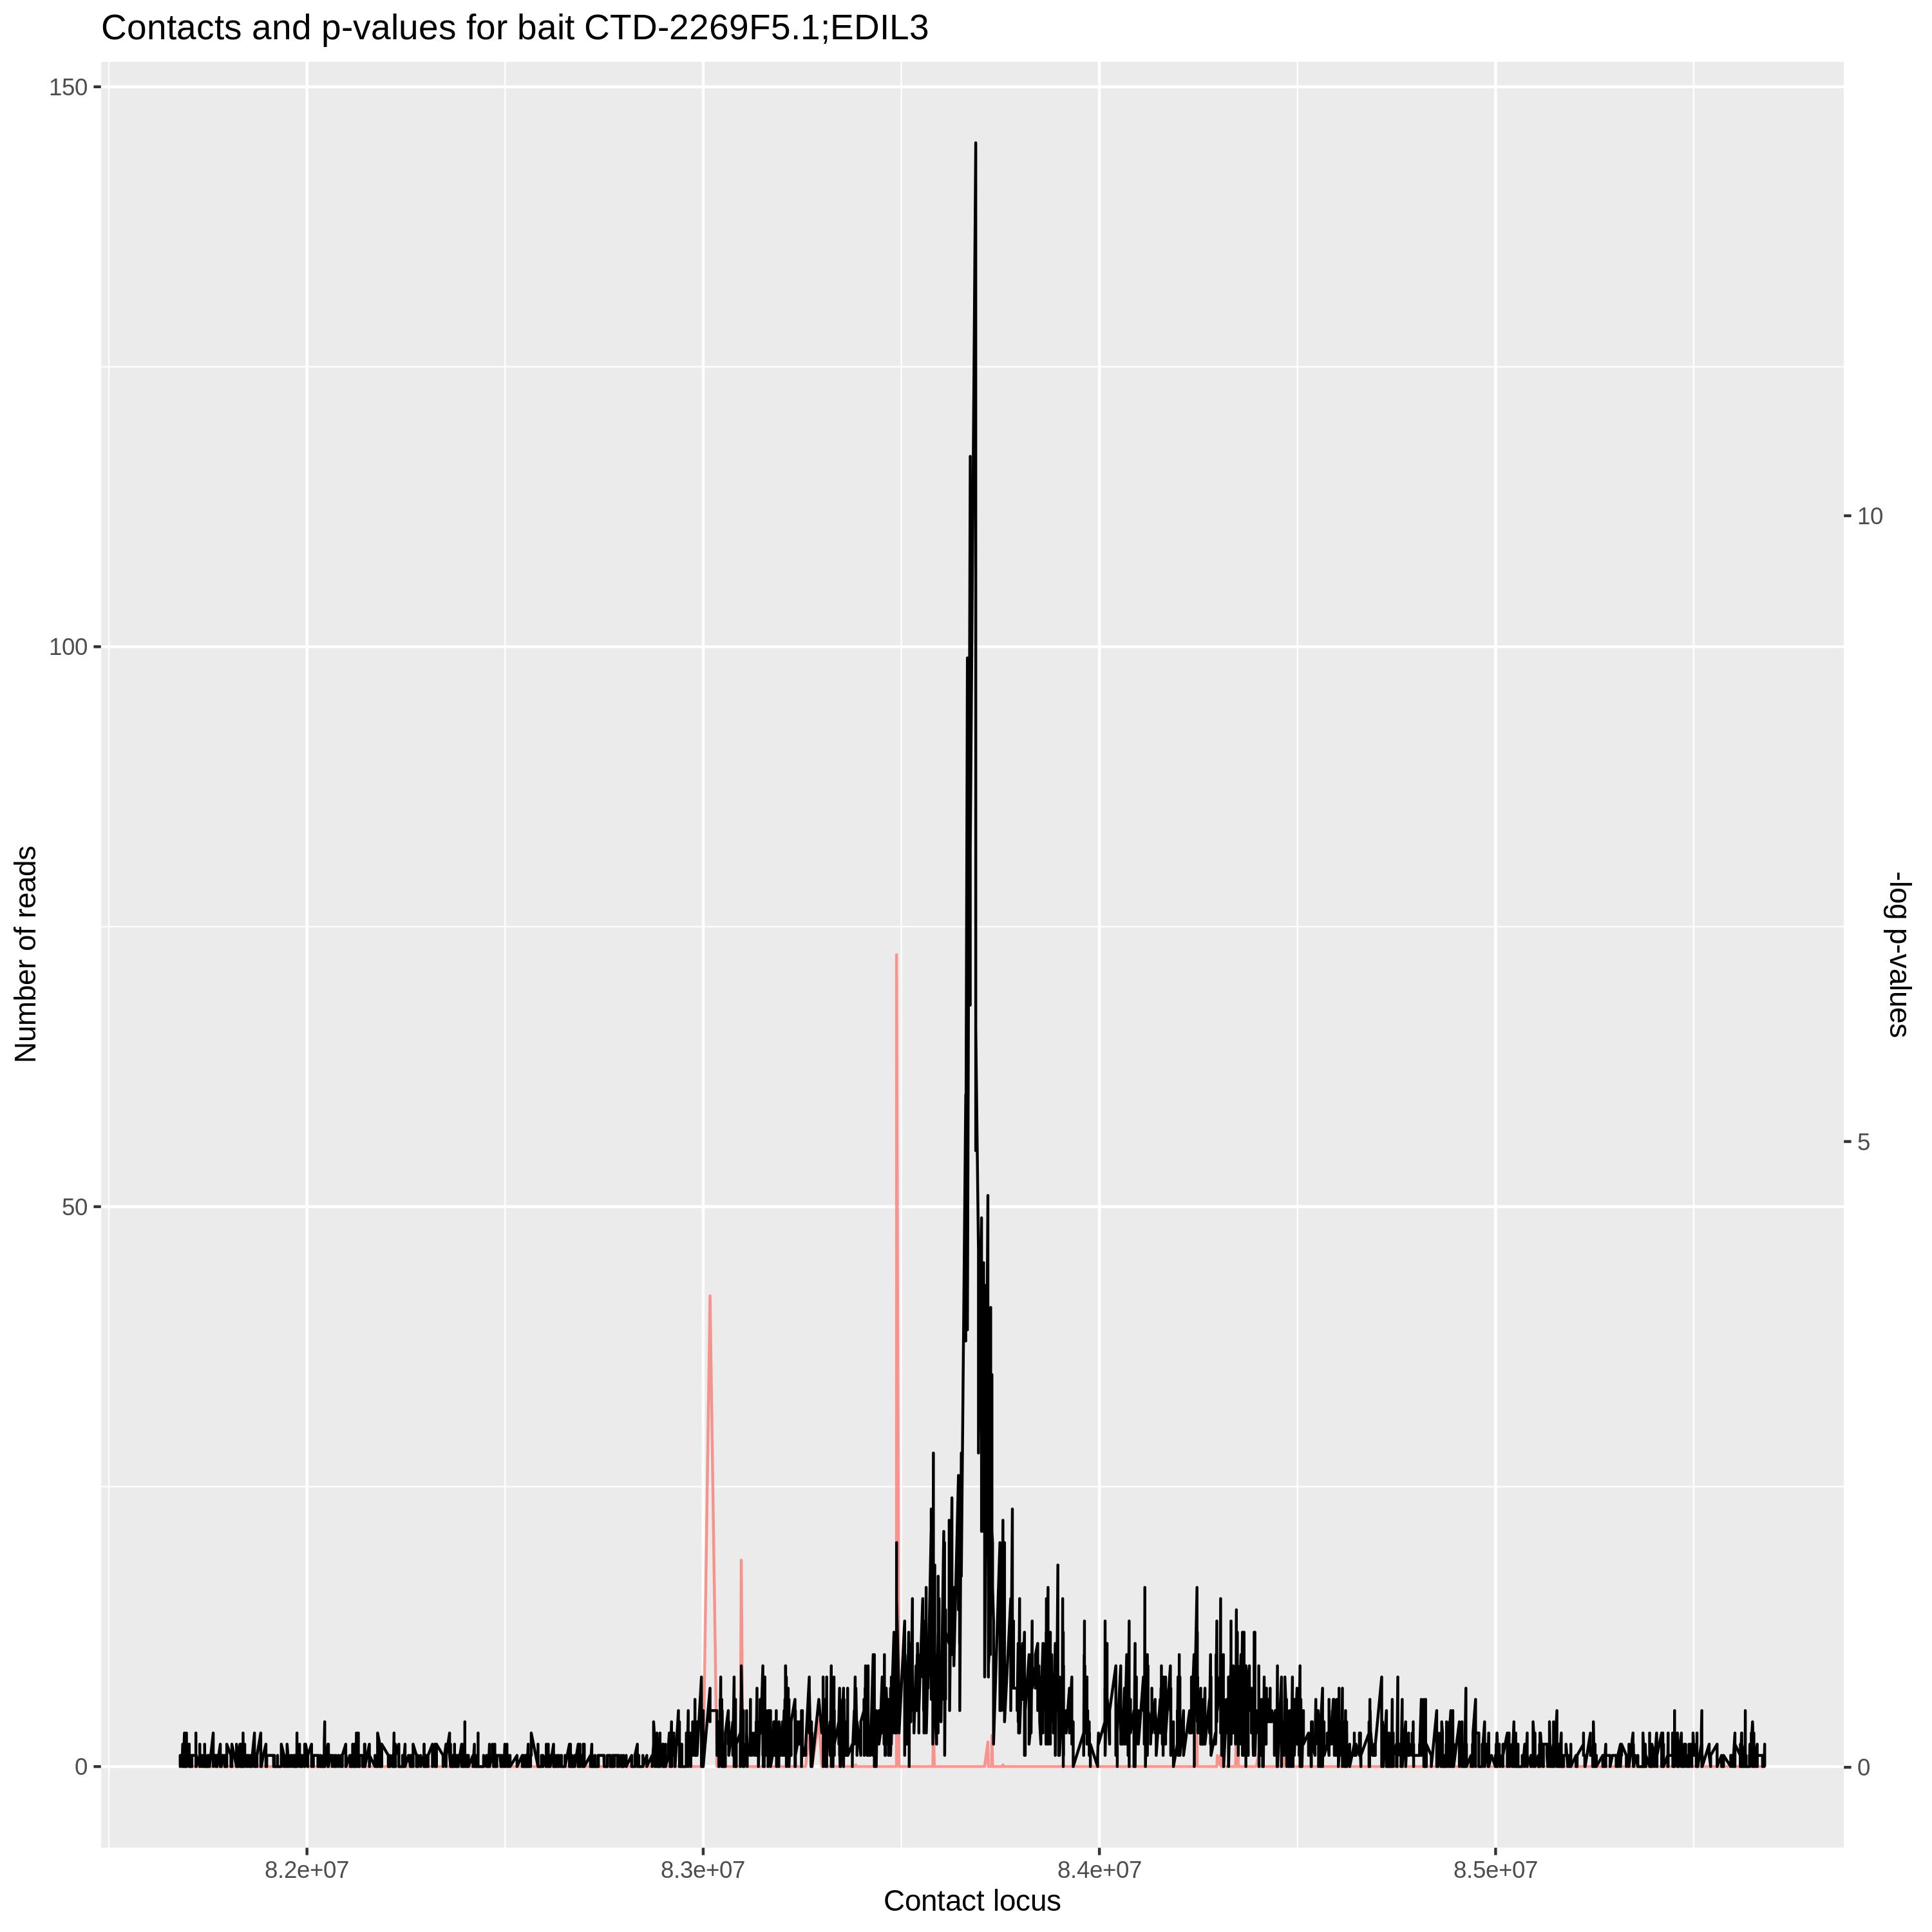 Contacts and p-values for bait CTD-2269F5.1;EDIL3
150
100
50
0
Number of reads
10
5
0
-log p-values
8.2e+07
8.3e+07
8.4e+07
8.5e+07
Contact locus